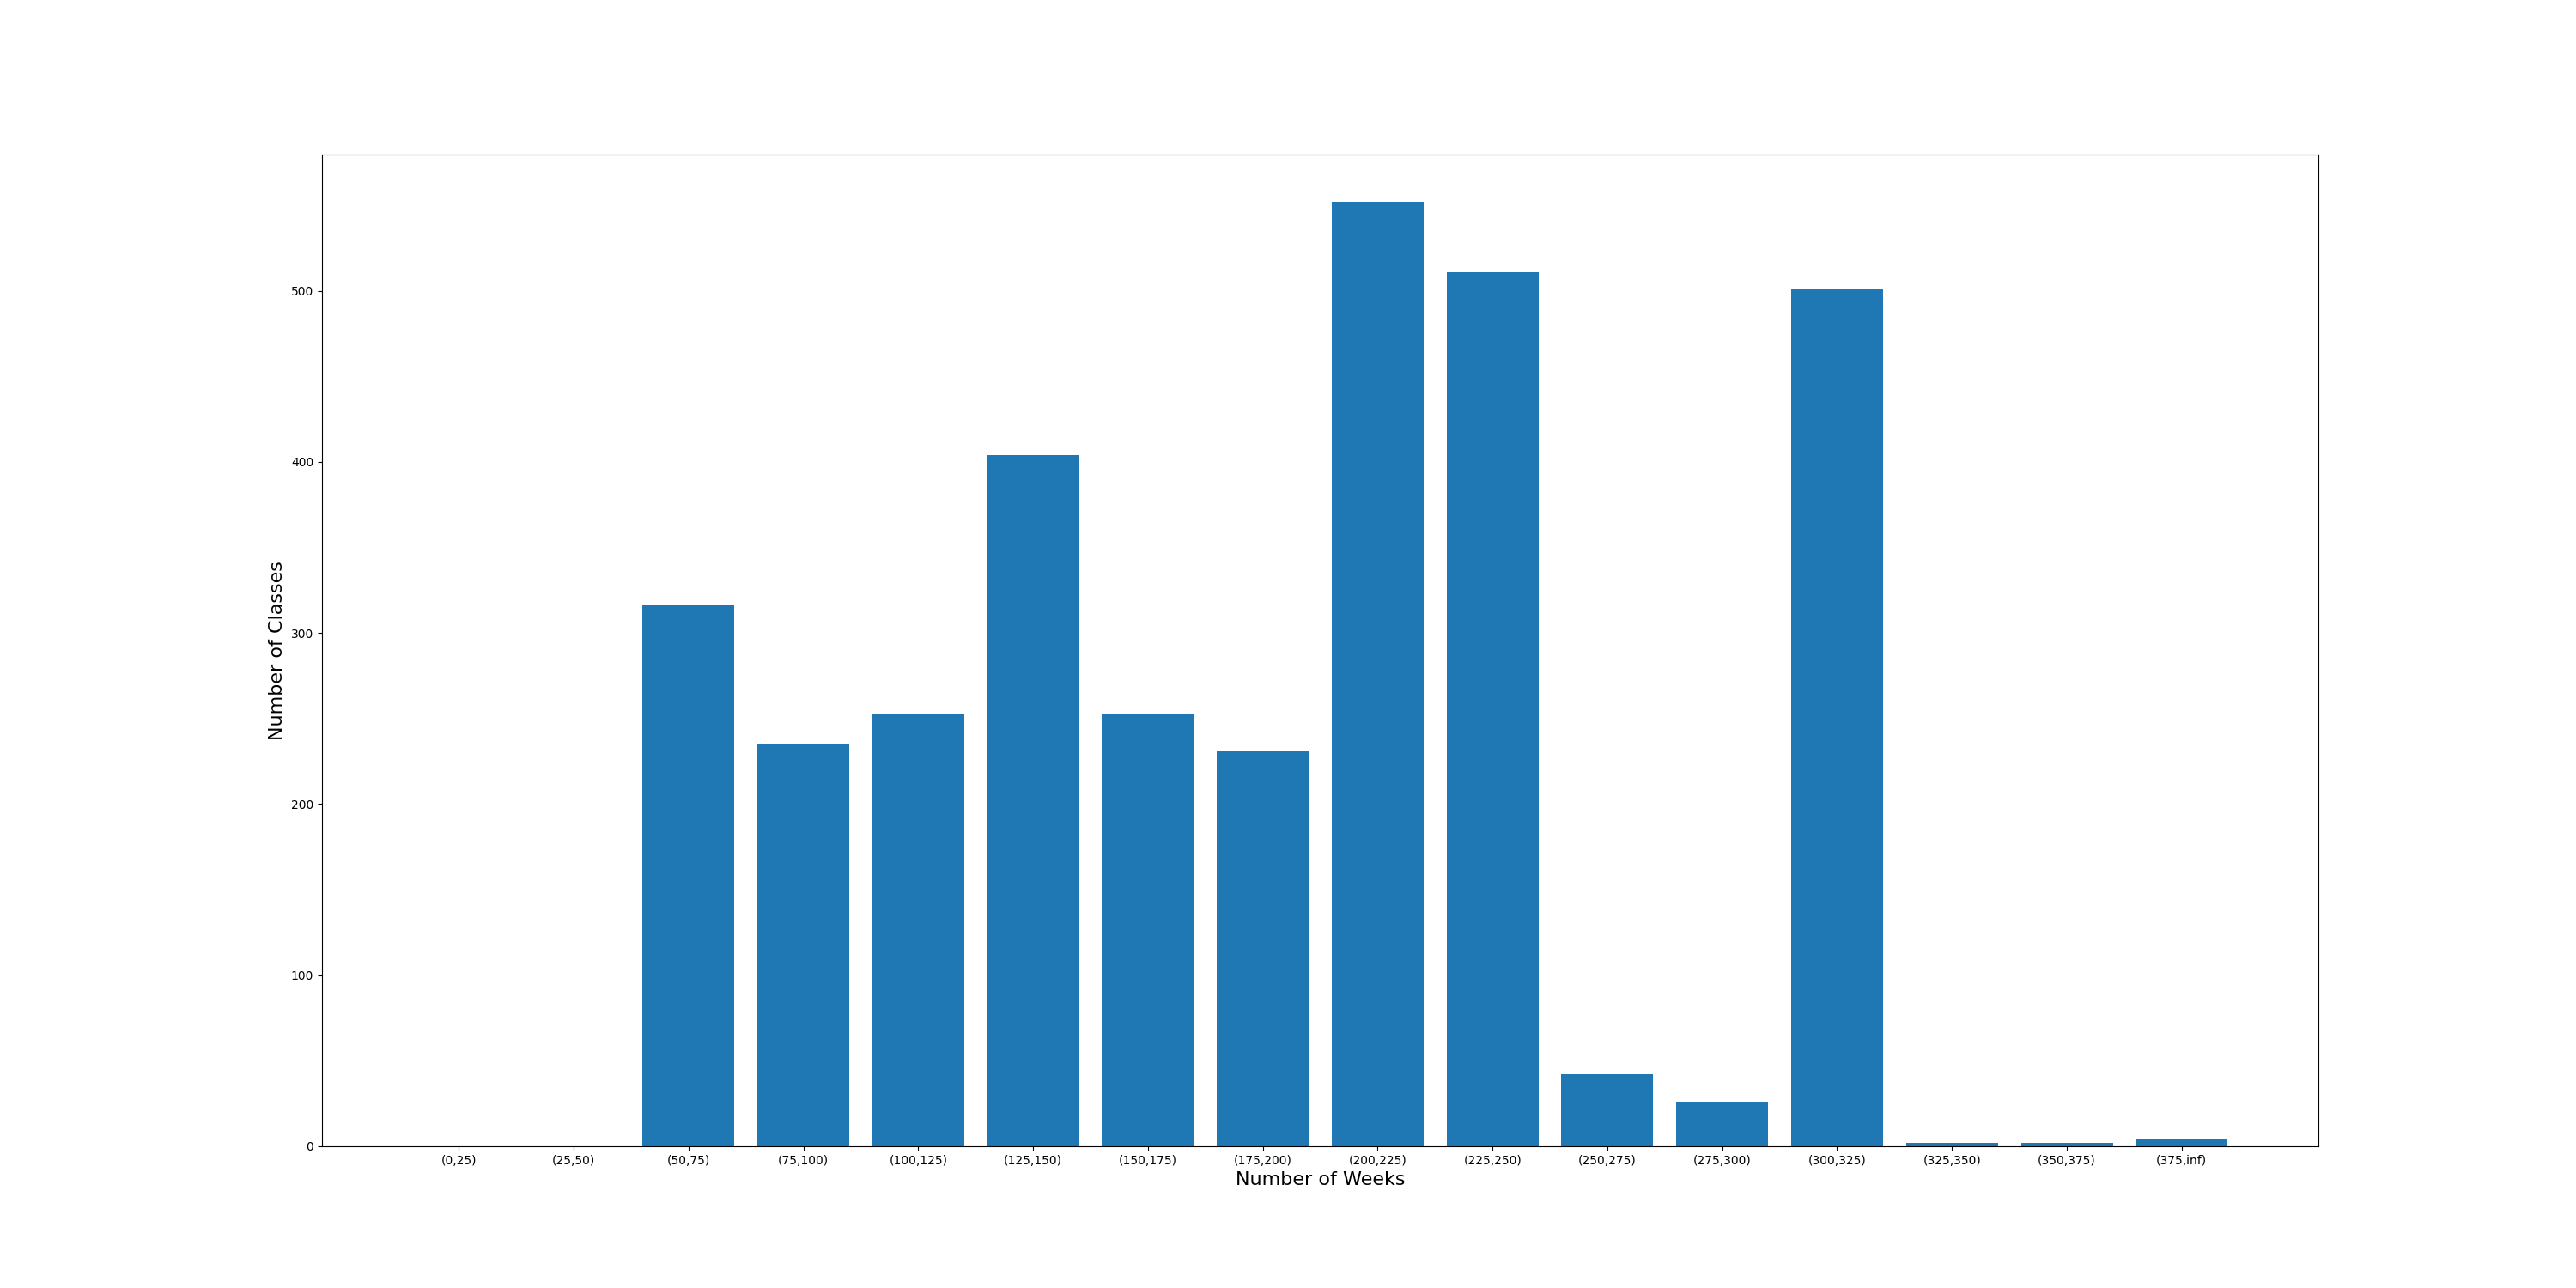 500
400
300
200
100
0
Number of Classes
(0,25) (25,50) (50,75) (75,100) (100,125) (125,150) (150,175) (175,200) (200,225) (225,250) (250,275) (275,300) (300,325) (325,350) (350,375) (375,inf)
Number of Weeks